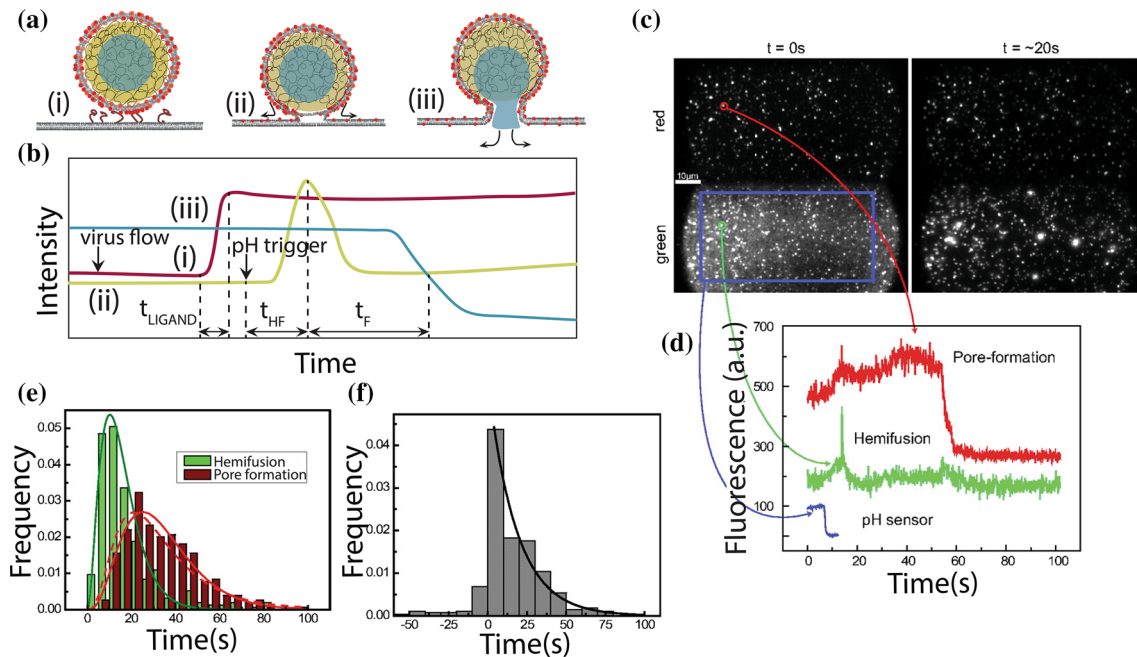 (a)
(i)
(ii)
(iii)
(b)
Intensity
(iii)
virus flow
(i)
pH trigger
(ii)
tLIGAND
tHF
tF
Time
(c)
t = 0s
t = ~20s
red
10µm
green
(d)
Fluorescence (a.u.)
700
500
300
100
Pore-formation
Hemifusion
pH sensor
0
20
40
60
80
100
Time(s)
(e)
Frequency
0.05
0.04
0.03
0.02
0.01
0.00
Hemifusion
Pore formation
0
20
40
60
80
100
Time(s)
(f)
Frequency
0.04
0.03
0.02
0.01
0.00
-50
-25
0
25
50
75
100
Time(s)